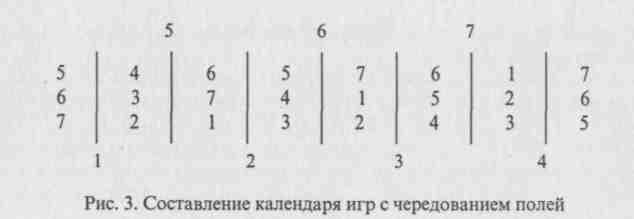 5 6 7
5 4 6 5 7 6 1 7
6 3 7 4 1 5 2 6
7 2 1 3 2 4 3 5
1 2 3 4
Рис. 3. Составление календаря игр с чередованием полей